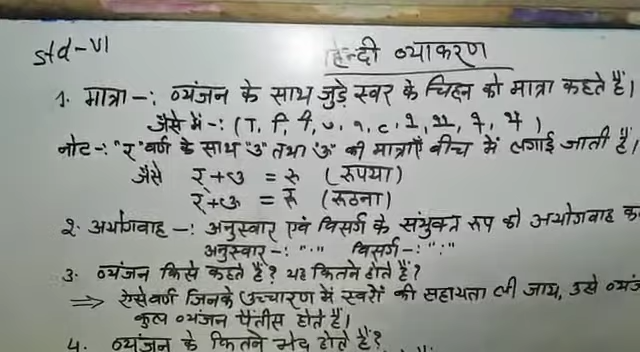 Std-VI
हिन्दी व्याकरण
1. मात्रा -: व्यंजन के साथ जुड़े स्वर के चिह्न को मात्रा कहते हैं।
जैसे में -: (ा, ि, ी, ु, ू, ृ, े, ै, ो, ौ)
नोट -: "र" वर्ण के साथ "उ" तथा "ऊ" की मात्राएँ बीच में लगाई जाती हैं।
जैसे र्+उ = रु (रुपया)
र्+ऊ = रू (रूठना)
2. अयोगवाह -: अनुस्वार एवं विसर्ग के संयुक्त रूप को अयोगवाह
अनुस्वार -: "ं" विसर्ग -: ":"
3. व्यंजन किसे कहते हैं? यह कितने होते हैं?
⇒ ऐसे वर्ण जिनके उच्चारण में स्वरों की सहायता ली जाय, उसे
कुल व्यंजन पैंतीस होते हैं।
4. व्यंजन के कितने भेद होते हैं?